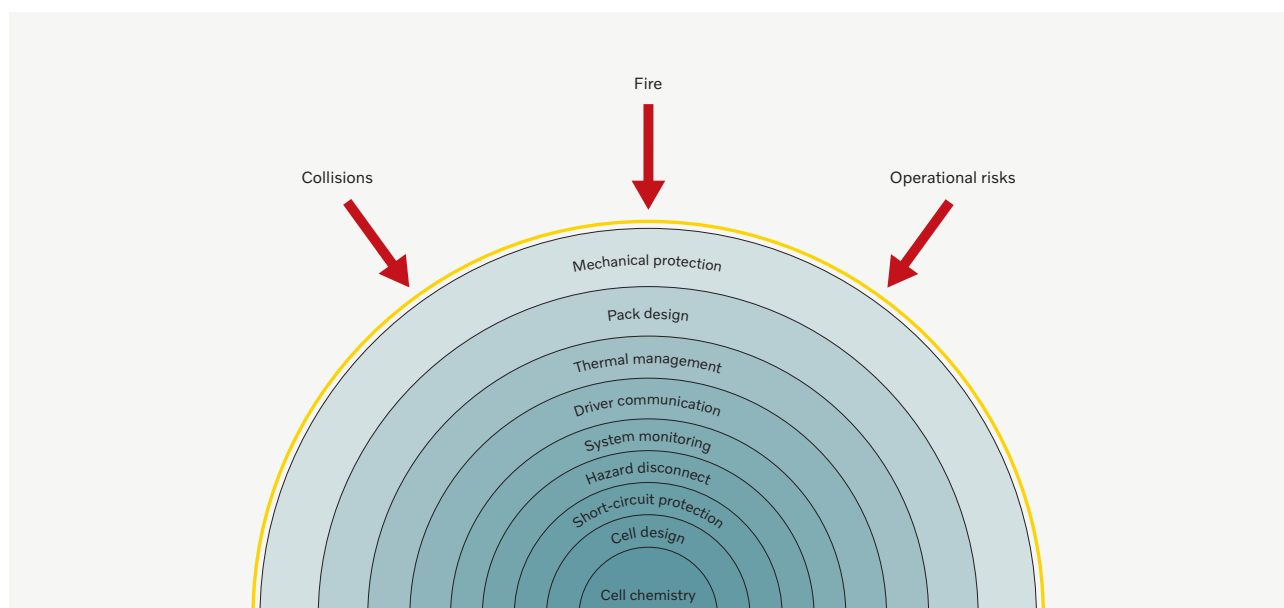 Fire
Collisions
Operational risks
Mechanical protection
Pack design
Thermal management
Driver communication
System monitoring
Hazard disconnect
Short-circuit protection
Cell design
Cell chemistry